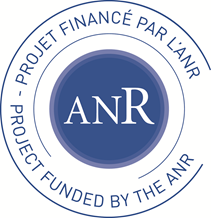 - PROJET FINANCÉ PAR L'ANR -
PROJECT FUNDED BY THE ANR
ANR